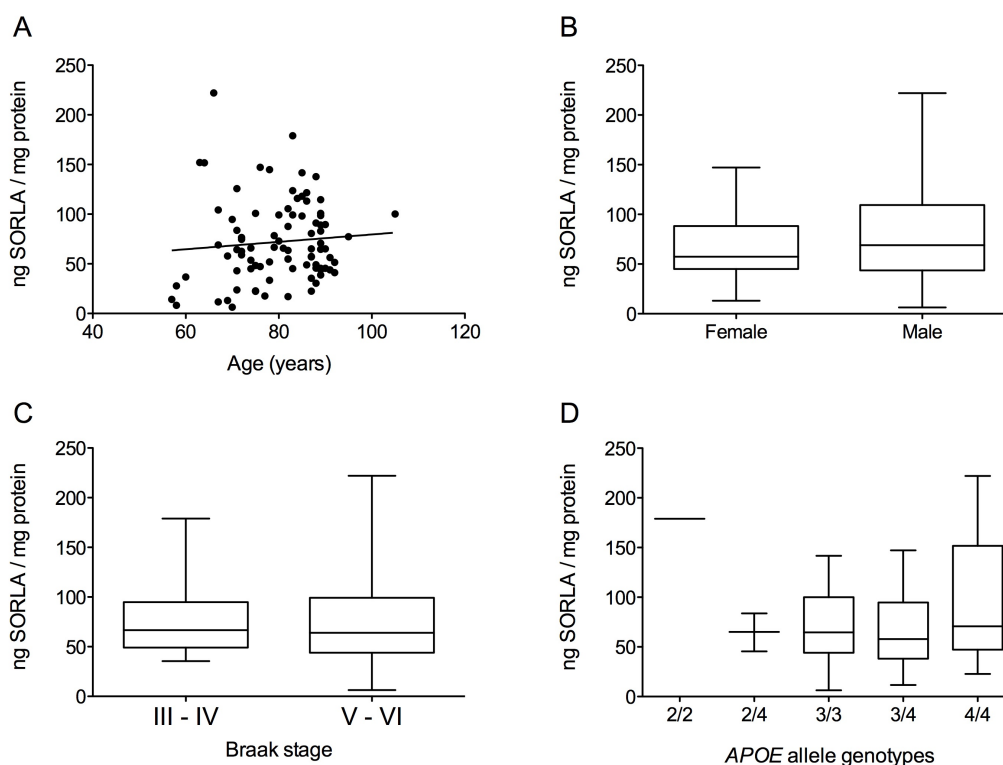 A
ng SORLA / mg protein
250
200
150
100
50
0
40 60 80 100 120
Age (years)
B
ng SORLA / mg protein
250
200
150
100
50
0
Female Male
C
ng SORLA / mg protein
250
200
150
100
50
0
III - IV V - VI
Braak stage
D
ng SORLA / mg protein
250
200
150
100
50
0
2/2 2/4 3/3 3/4 4/4
APOE allele genotypes